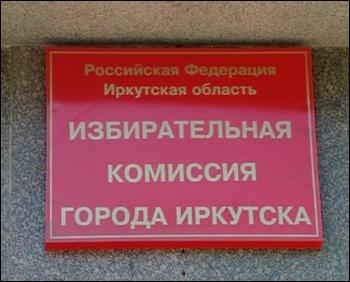 Российская Федерация
Иркутская область
ИЗБИРАТЕЛЬНАЯ
КОМИССИЯ
ГОРОДА ИРКУТСКА